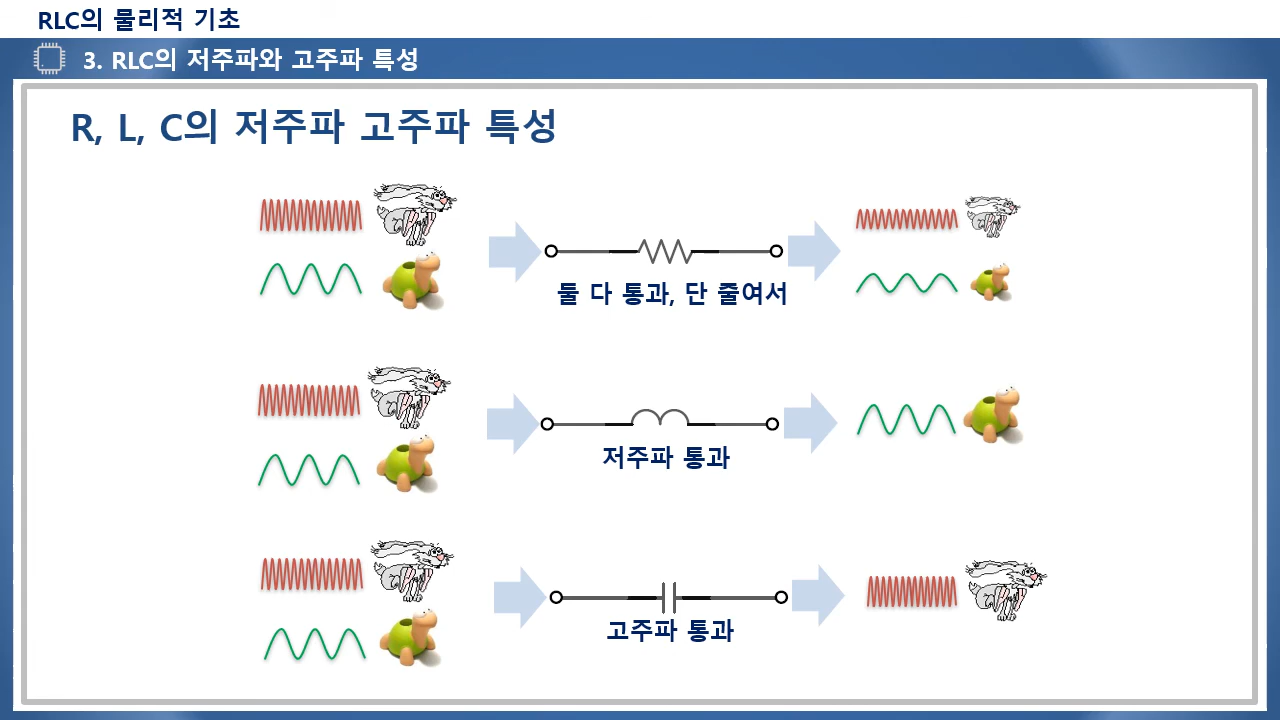 RLC의 물리적 기초
3. RLC의 저주파와 고주파 특성
R, L, C의 저주파 고주파 특성
둘 다 통과, 단 줄여서
저주파 통과
고주파 통과